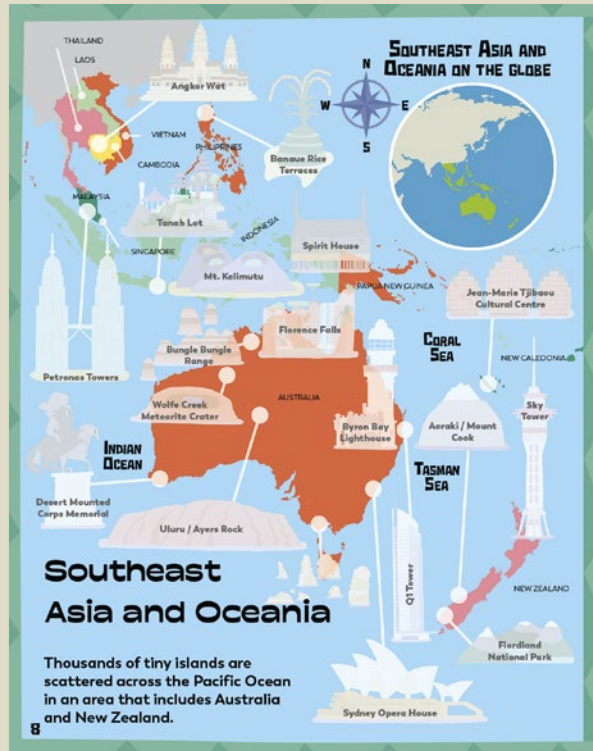 THAILAND
LAOS
Angkor Wat
SOUTHEAST ASIA AND
OCEANIA ON THE GLOBE
N
W
E
S
VIETNAM
PHILIPPINES
Banaue Rice
Terraces
CAMBODIA
MALAYSIA
Tanah Lot
INDONESIA
SINGAPORE
Spirit House
Mt. Kelimutu
PAPUA NEW GUINEA
Jean-Marie Tjibaou
Cultural Centre
Florence Falls
Bungle Bungle
Range
CORAL
SEA
NEW CALEDONIA
Petronas Towers
AUSTRALIA
Wolfe Creek
Meteorite Crater
Byron Bay
Lighthouse
Aoraki / Mount
Cook
Sky
Tower
INDIAN
OCEAN
TASMAN
SEA
Desert Mounted
Corps Memorial
Uluru / Ayers Rock
Q1 Tower
NEW ZEALAND
Fiordland
National Park
Sydney Opera House
Southeast
Asia and Oceania
Thousands of tiny islands are
scattered across the Pacific Ocean
in an area that includes Australia
and New Zealand.
8